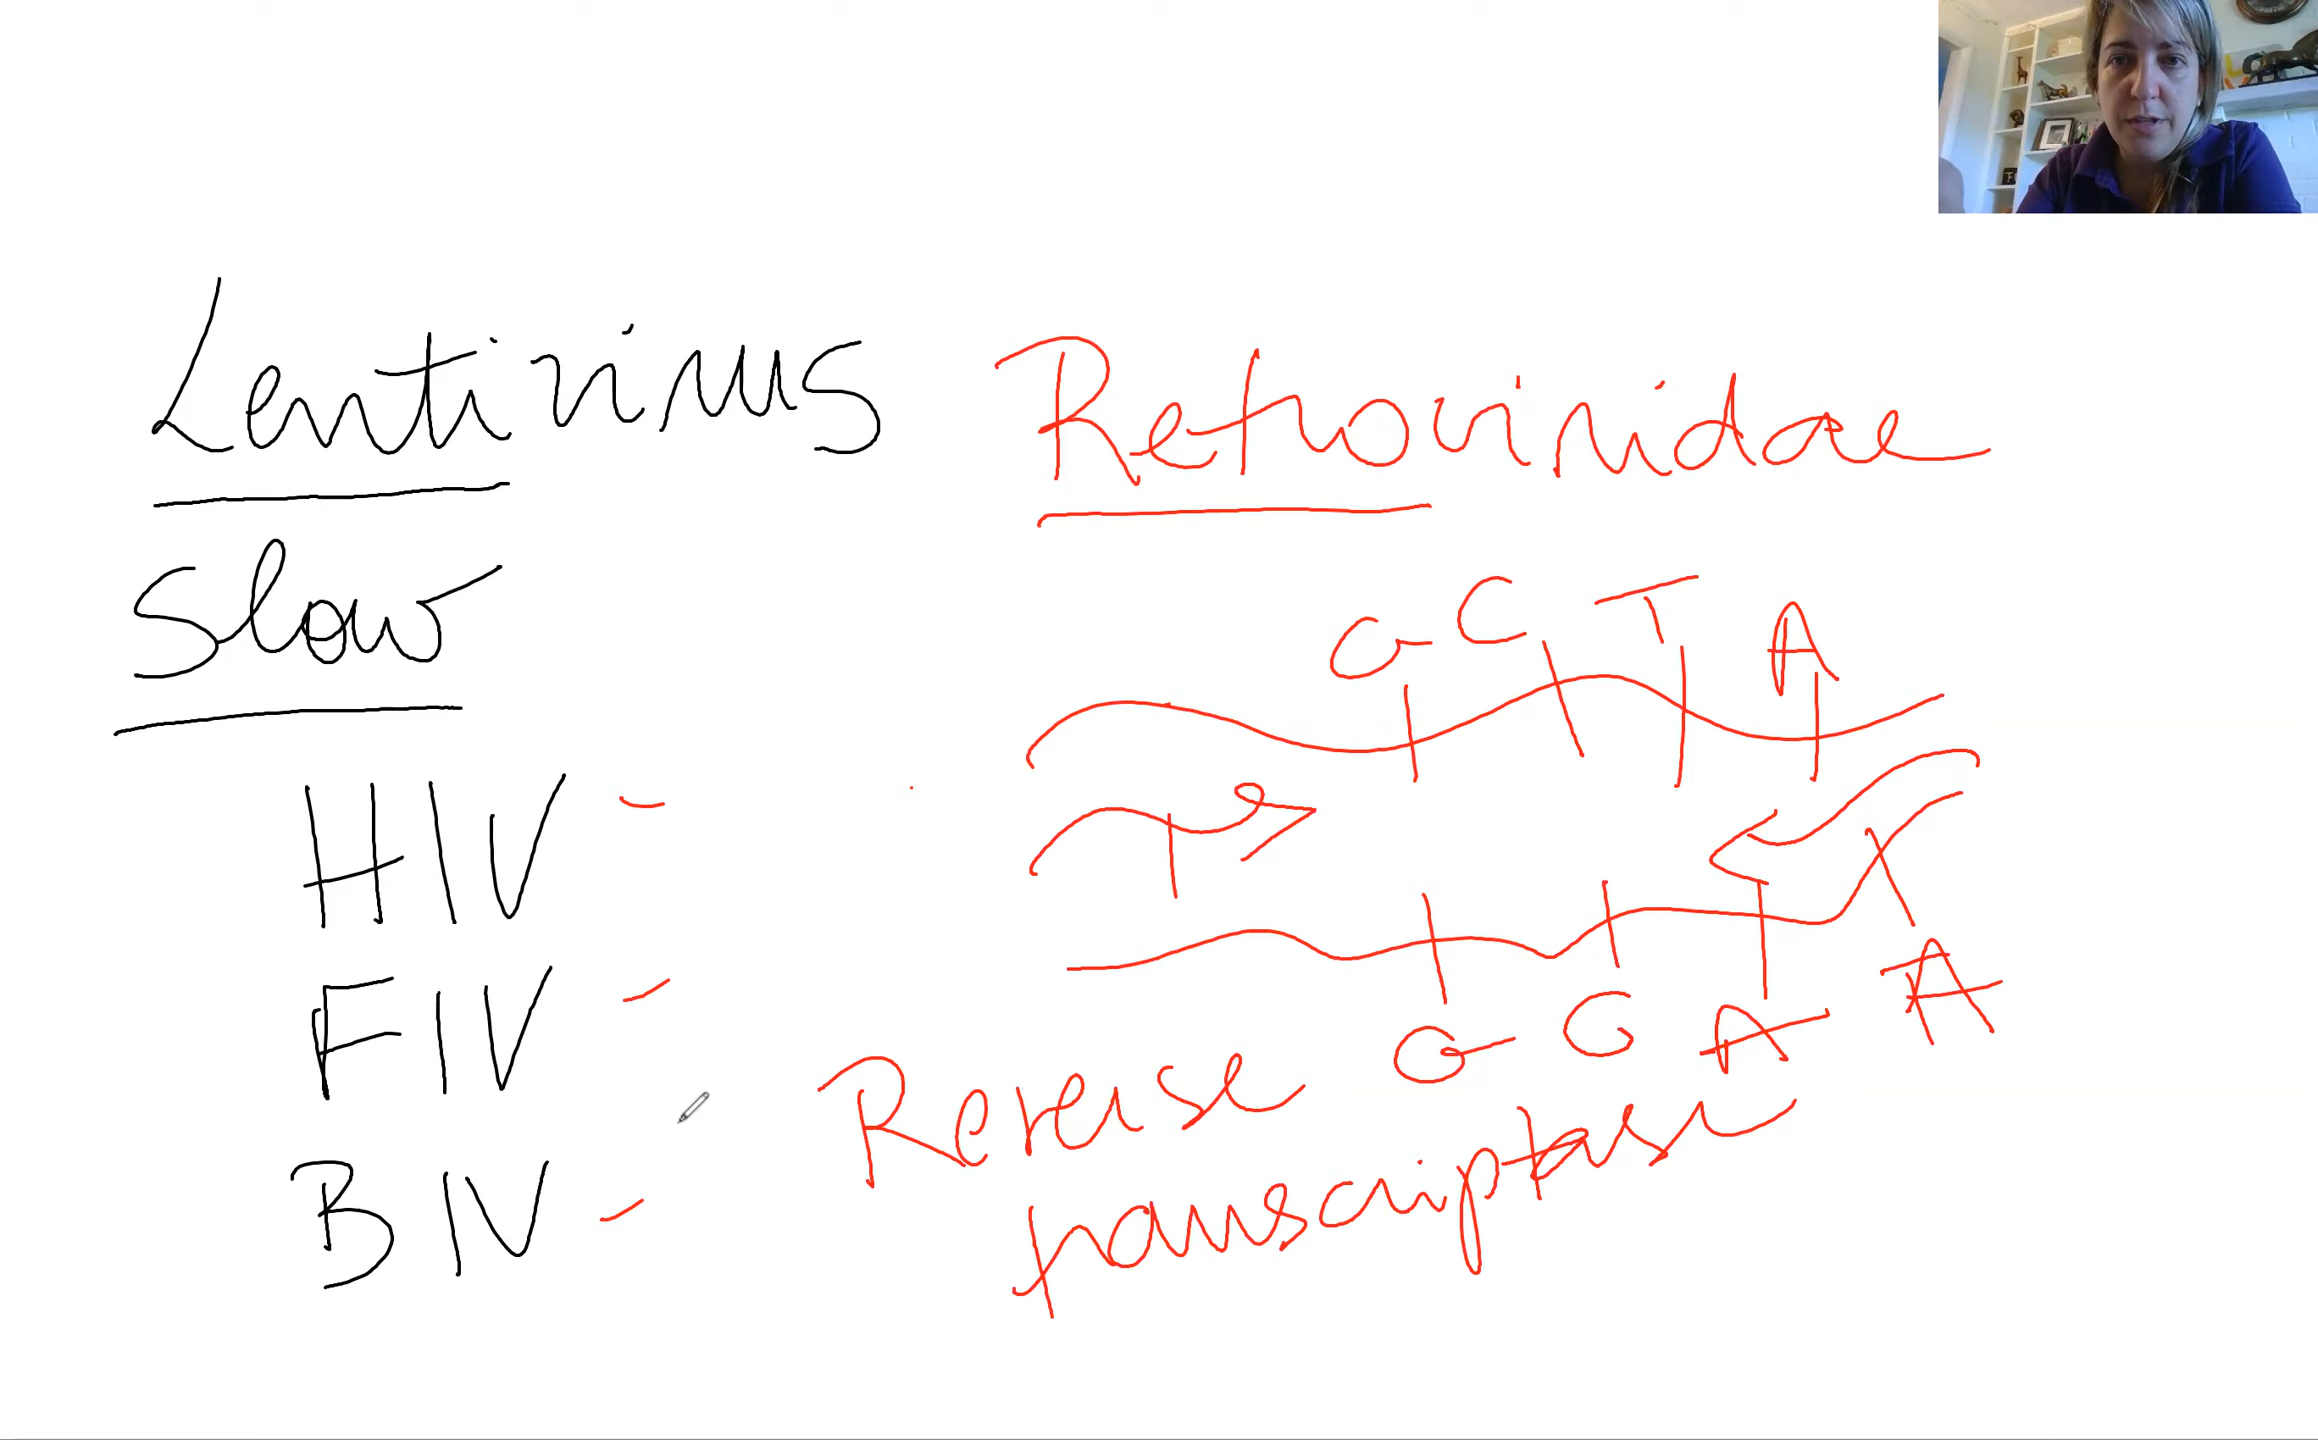 Lentivirus
Retroviridae
Slow
G C T A
HIV -
FIV -
G G A A
Reverse
transcriptase
BIV -